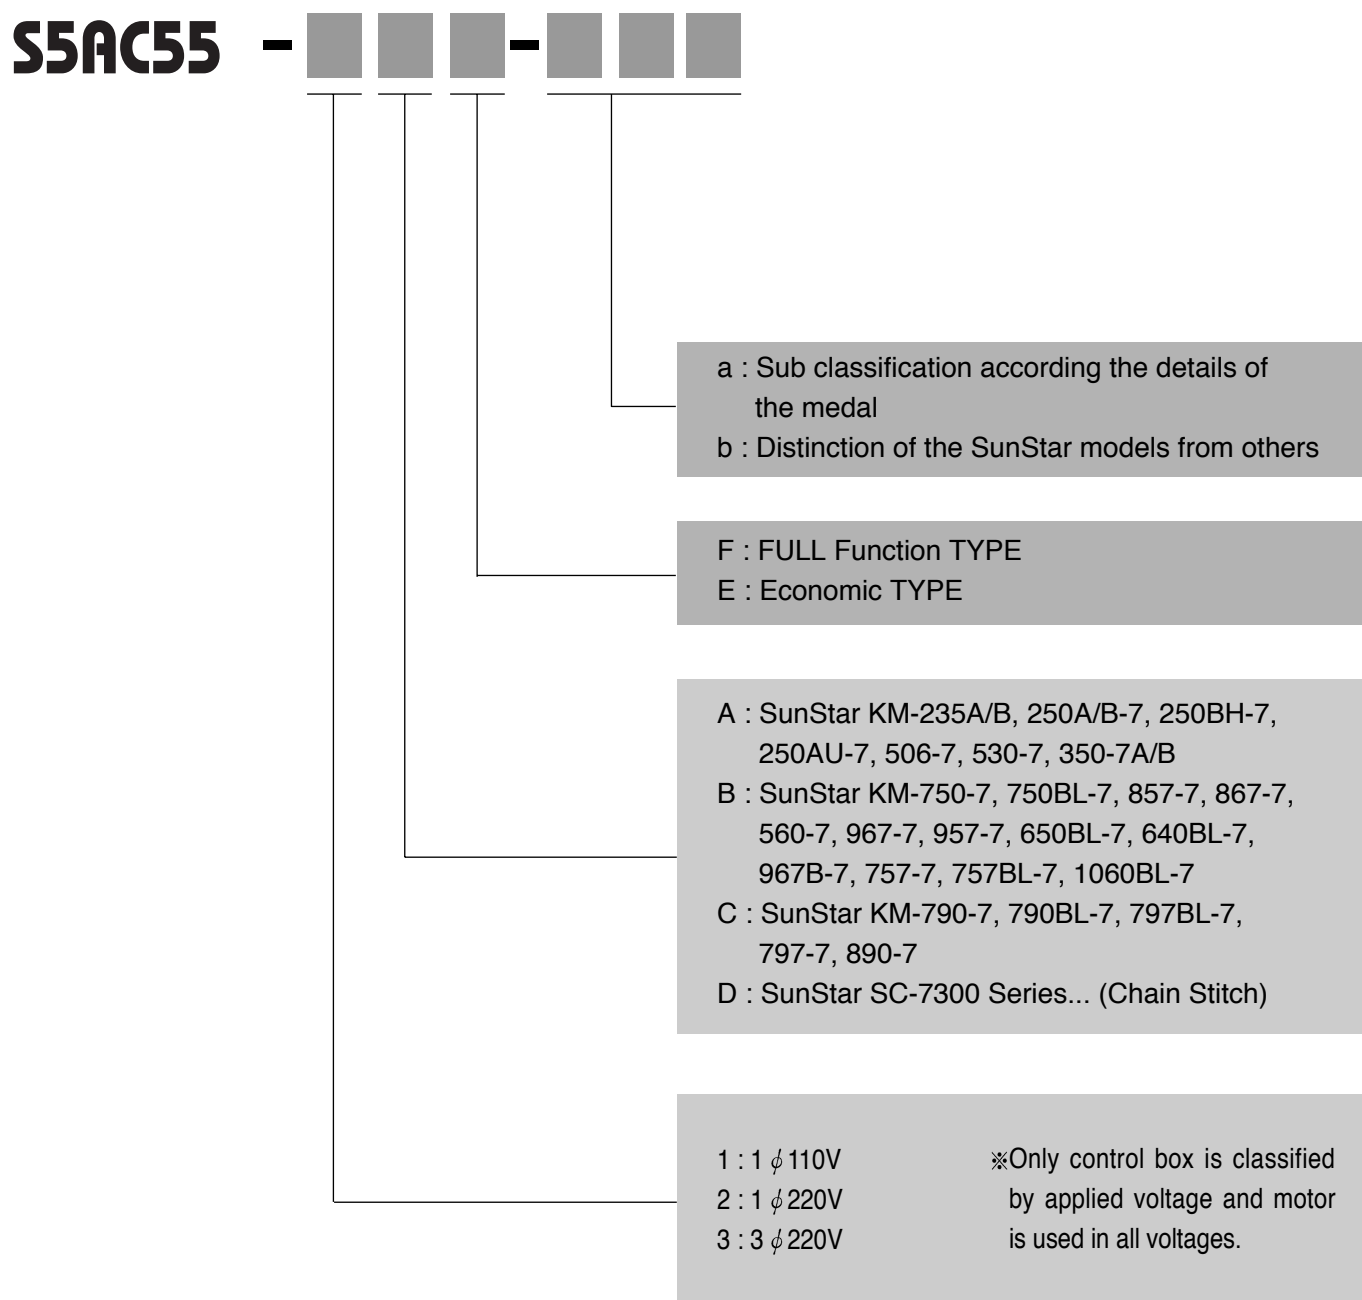 S5AC55 - -
a : Sub classification according the details of
the medal
b : Distinction of the SunStar models from others
F : FULL Function TYPE
E : Economic TYPE
A : SunStar KM-235A/B, 250A/B-7, 250BH-7,
250AU-7, 506-7, 530-7, 350-7A/B
B : SunStar KM-750-7, 750BL-7, 857-7, 867-7,
560-7, 967-7, 957-7, 650BL-7, 640BL-7,
967B-7, 757-7, 757BL-7, 1060BL-7
C : SunStar KM-790-7, 790BL-7, 797BL-7,
797-7, 890-7
D : SunStar SC-7300 Series... (Chain Stitch)
1 : 1 ϕ 110V
2 : 1 ϕ 220V
3 : 3 ϕ 220V
※Only control box is classified
by applied voltage and motor
is used in all voltages.